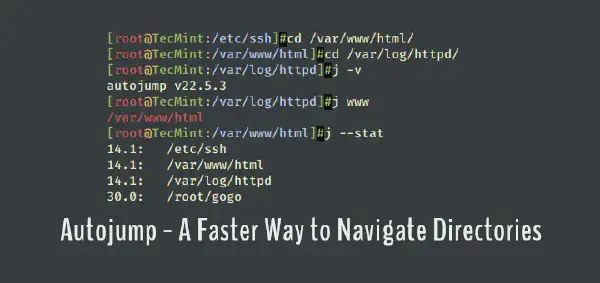 [root@TecMint:/etc/ssh]#cd /var/www/html/
[root@TecMint:/var/www/html]#cd /var/log/httpd/
[root@TecMint:/var/log/httpd]#j -v
autojump v22.5.3
[root@TecMint:/var/log/httpd]#j www
/var/www/html
[root@TecMint:/var/www/html]#j --stat
14.1:   /etc/ssh
14.1:   /var/www/html
14.1:   /var/log/httpd
30.0:   /root/gogo
Autojump - A Faster Way to Navigate Directories